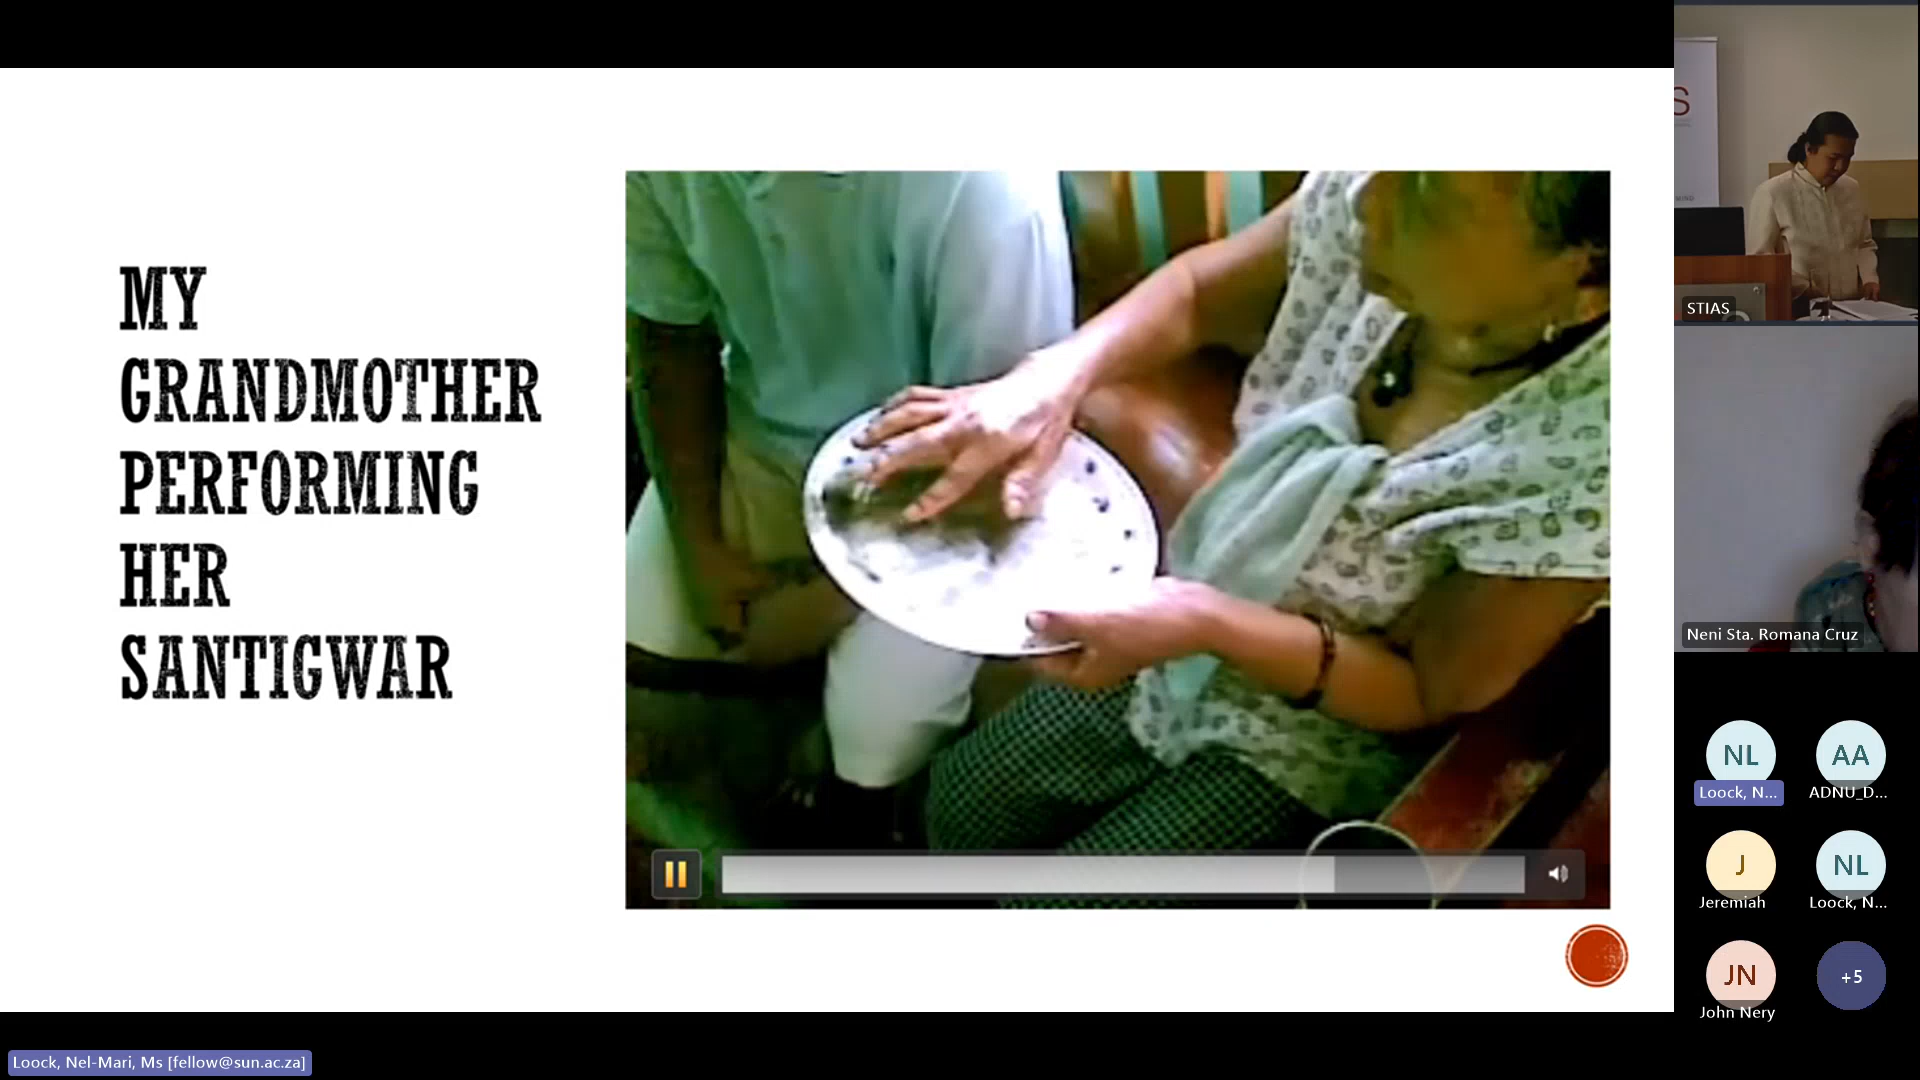 MY
GRANDMOTHER
PERFORMING
HER
SANTIGWAR
S
STIAS
Neni Sta. Romana Cruz
NL
AA
Loock, N...
ADNU_D...
J
NL
Jeremiah
Loock, N...
JN
+5
John Nery
Loock, Nel-Mari, Ms [fellow@sun.ac.za]